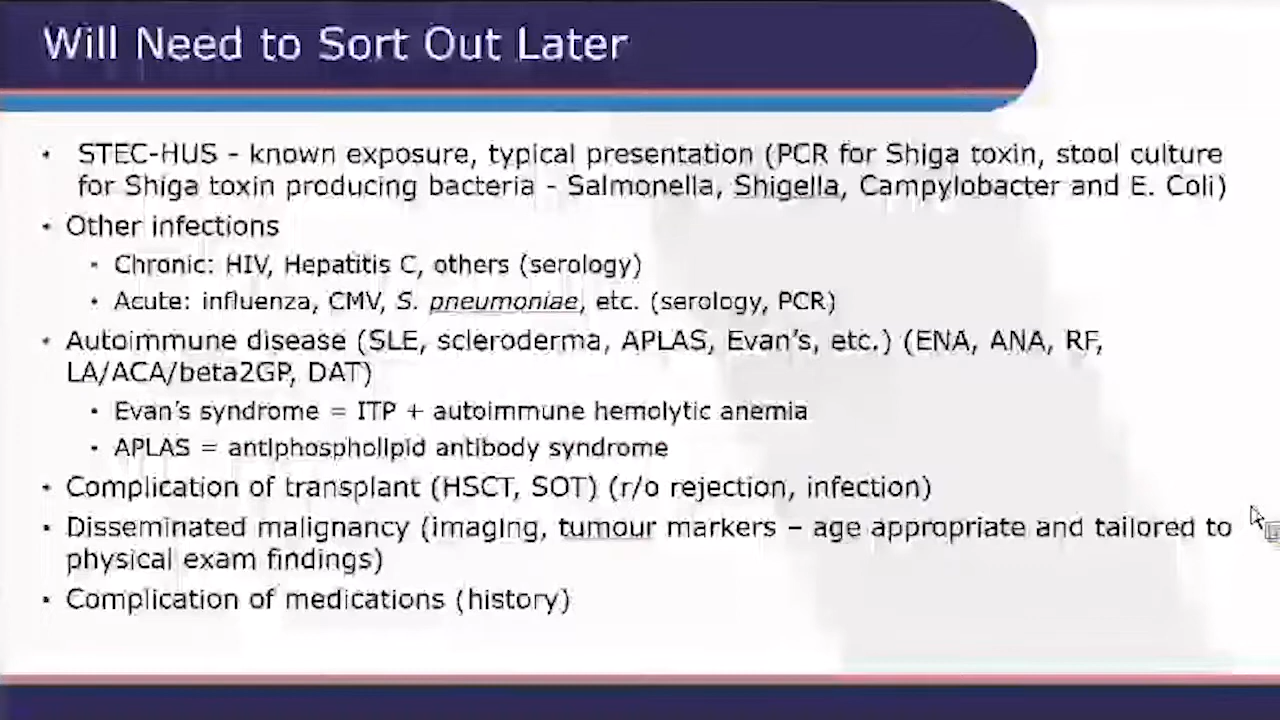 Will Need to Sort Out Later
• STEC-HUS - known exposure, typical presentation (PCR for Shiga toxin, stool culture
for Shiga toxin producing bacteria - Salmonella, Shigella, Campylobacter and E. Coli)
• Other infections
• Chronic: HIV, Hepatitis C, others (serology)
• Acute: influenza, CMV, S. pneumoniae, etc. (serology, PCR)
• Autoimmune disease (SLE, scleroderma, APLAS, Evan's, etc.) (ENA, ANA, RF,
LA/ACA/beta2GP, DAT)
• Evan's syndrome = ITP + autoimmune hemolytic anemia
• APLAS = antiphospholipid antibody syndrome
• Complication of transplant (HSCT, SOT) (r/o rejection, infection)
• Disseminated malignancy (imaging, tumour markers – age appropriate and tailored to
physical exam findings)
• Complication of medications (history)